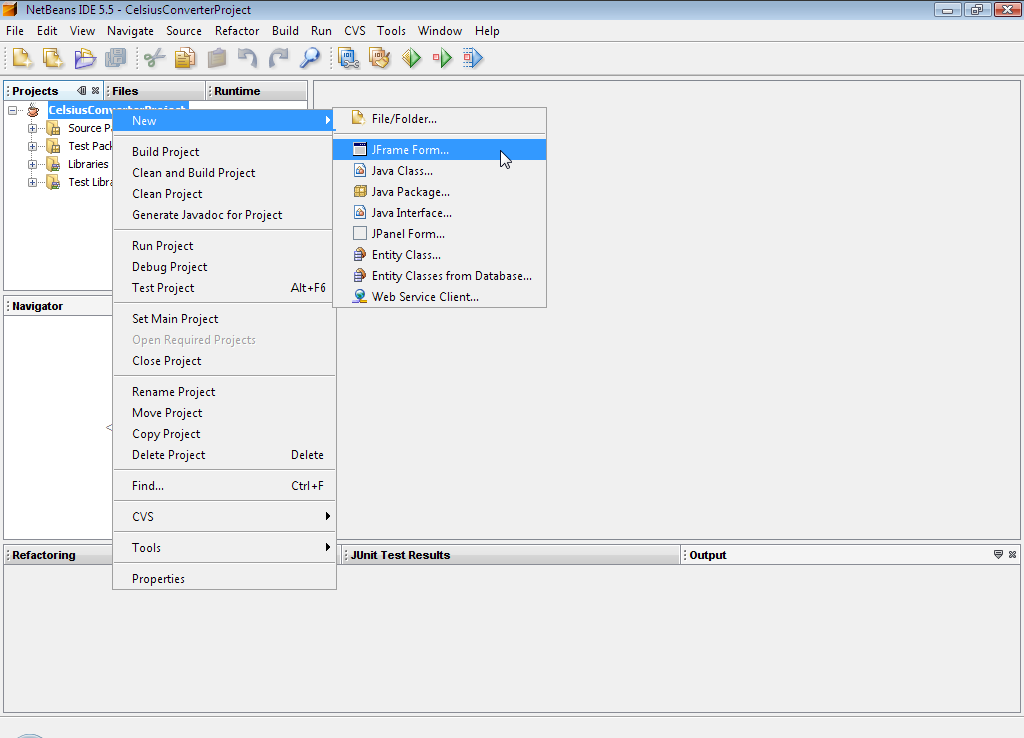 NetBeans IDE 5.5 - CelsiusConverterProject
File Edit View Navigate Source Refactor Build Run CVS Tools Window Help
Projects
Files
Runtime
CelsiusConverterProject
Source Pa
Test Pack
Libraries
Test Libra
Navigator
<
New
Build Project
Clean and Build Project
Clean Project
Generate Javadoc for Project
Run Project
Debug Project
Test Project Alt+F6
Set Main Project
Open Required Projects
Close Project
Rename Project
Move Project
Copy Project
Delete Project Delete
Find... Ctrl+F
CVS
Tools
Properties
File/Folder...
JFrame Form...
Java Class...
Java Package...
Java Interface...
JPanel Form...
Entity Class...
Entity Classes from Database...
Web Service Client...
Refactoring
JUnit Test Results
Output